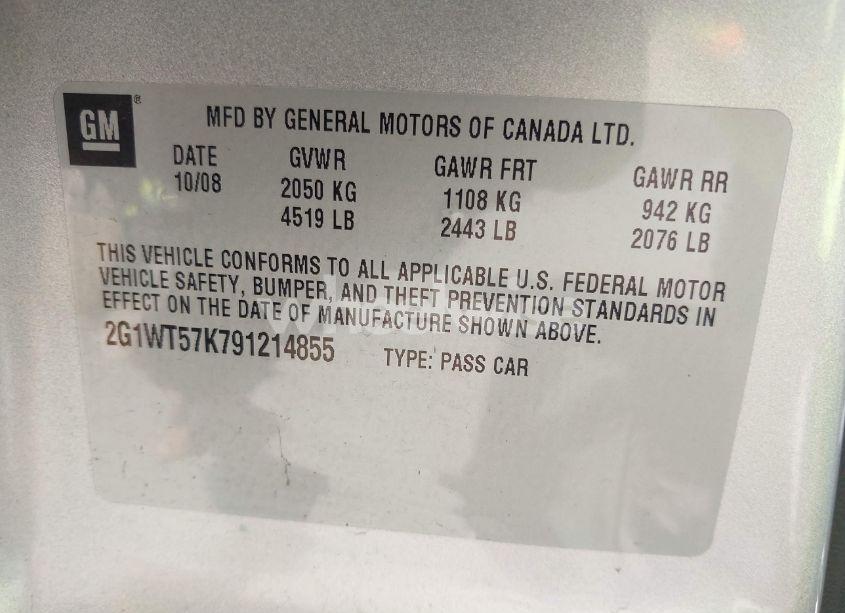 GM®
MFD BY GENERAL MOTORS OF CANADA LTD.
DATE GVWR GAWR FRT GAWR RR
10/08 2050 KG 1108 KG 942 KG
4519 LB 2443 LB 2076 LB
THIS VEHICLE CONFORMS TO ALL APPLICABLE U.S. FEDERAL MOTOR
VEHICLE SAFETY, BUMPER, AND THEFT PREVENTION STANDARDS IN
EFFECT ON THE DATE OF MANUFACTURE SHOWN ABOVE.
2G1WT57K791214855 TYPE: PASS CAR